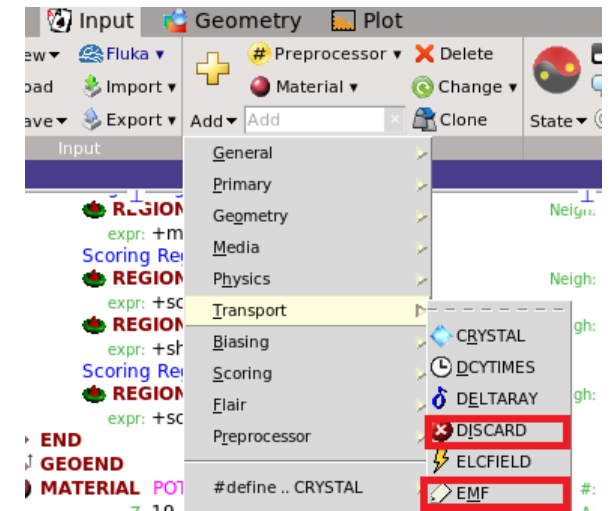 Input Geometry Plot
ew Fluka # Preprocessor Delete
oad Import Material Change
ave Export Add Add × Clone State
Input
REGION Neigh:
expr: +m
Scoring Re
REGION Neigh:
expr: +sc
REGION gh:
expr: +sh
Scoring Re
REGION gh:
expr: +sc
END
GEOEND
MATERIAL POT #:
Z 19
General
Primary
Geometry
Media
Physics
Transport
Biasing
Scoring
Flair
Preprocessor
#define .. CRYSTAL
CRYSTAL
DCYTIMES
DELTARAY
DISCARD
ELCFIELD
EMF